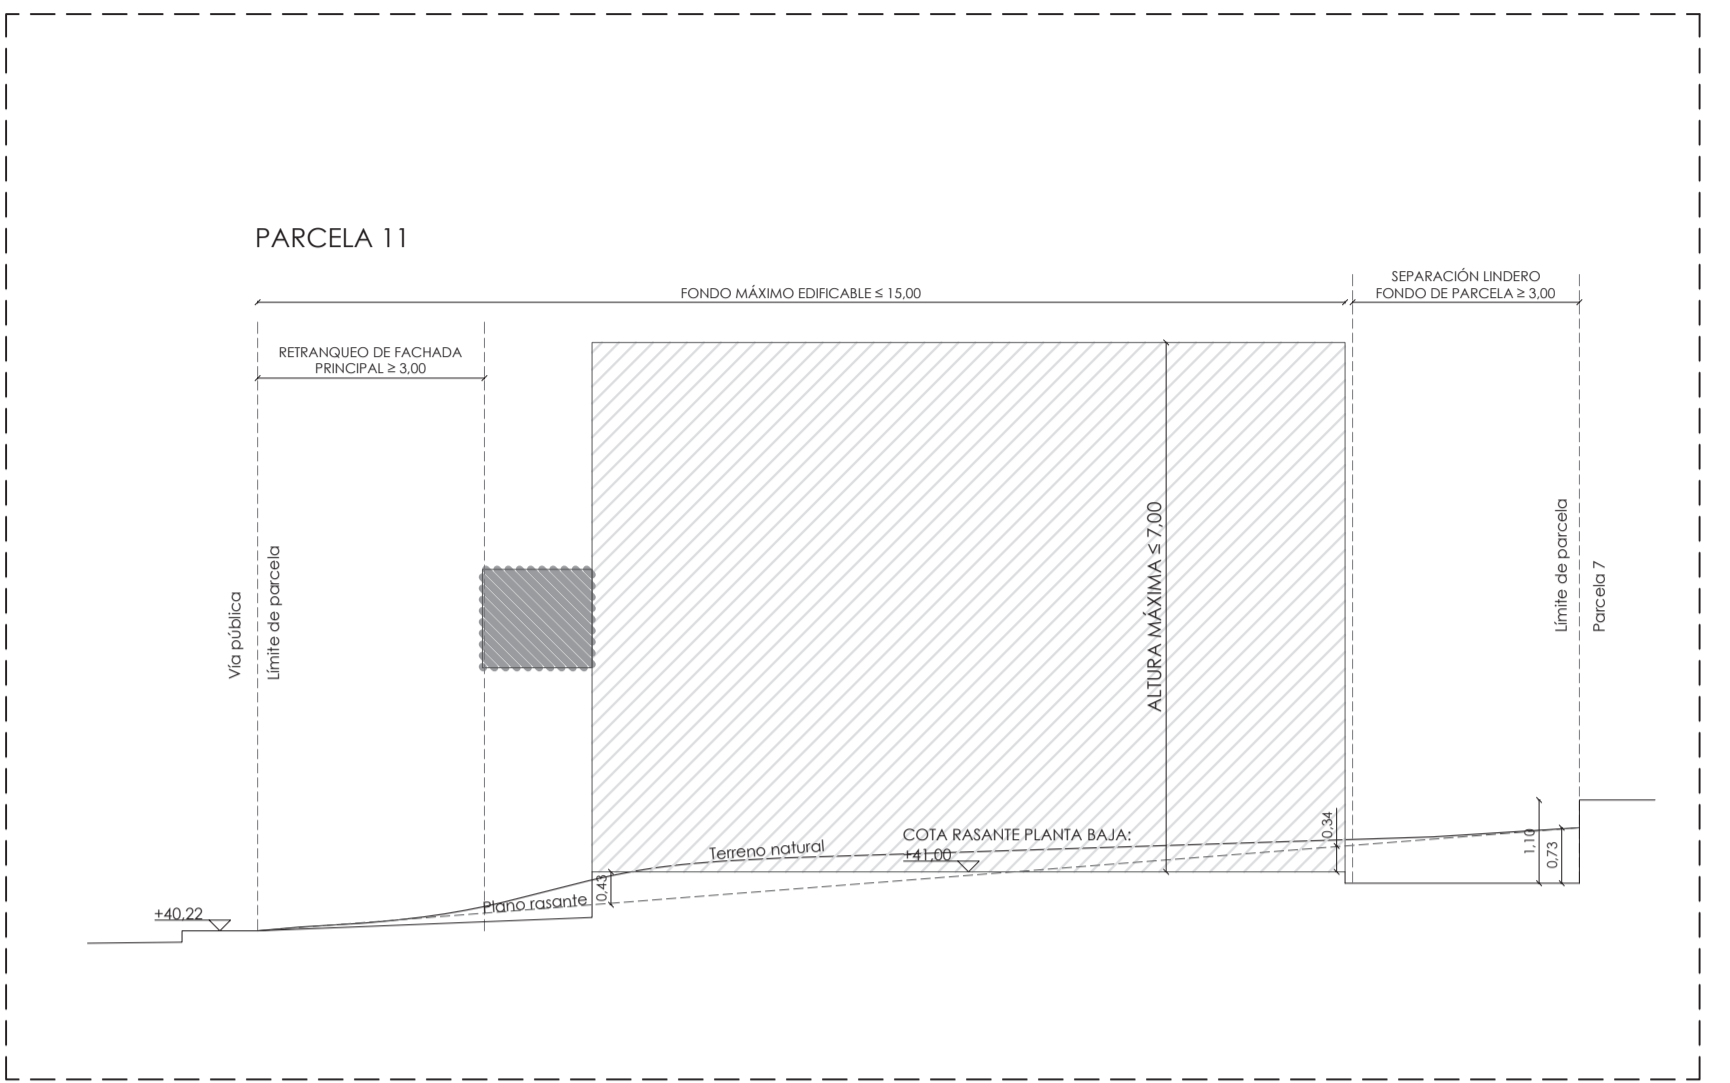 PARCELA 11
SEPARACIÓN LINDERO
FONDO DE PARCELA ≥ 3,00
FONDO MÁXIMO EDIFICABLE ≤ 15,00
RETRANQUEO DE FACHADA
PRINCIPAL ≥ 3,00
Vía pública
Límite de parcela
ALTURA MÁXIMA ≤ 7,00
Límite de parcela
Parcela 7
COTA RASANTE PLANTA BAJA:
+41,00
Terreno natural
0,34
1,10
0,73
0,43
Plano rasante
+40,22